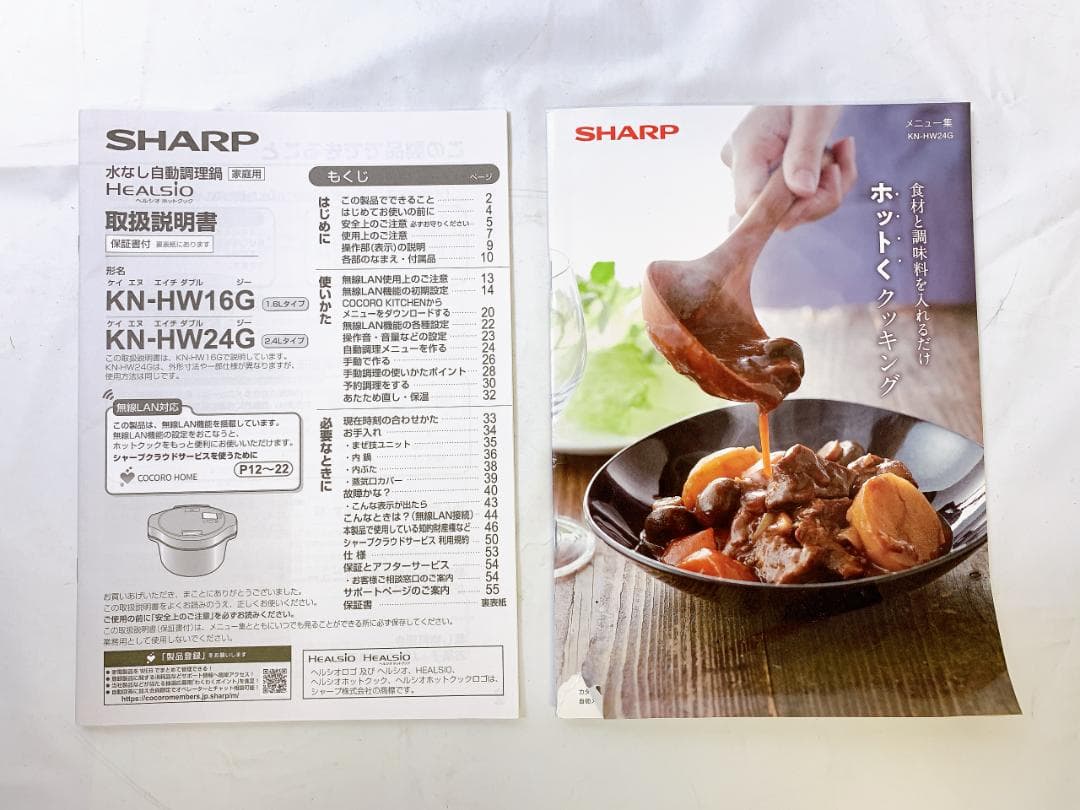 SHARP
水なし自動調理鍋 家庭用
HEALSIO
ヘルシオ ホットクック
取扱説明書
保証書付 裏表紙にあります
形名
ケイ エヌ エイチ ダブル ジー
KN-HW16G 1.6Lタイプ
ケイ エヌ エイチ ダブル ジー
KN-HW24G 2.4Lタイプ
この取扱説明書は、KN-HW16Gで説明しています。
KN-HW24Gは、外形寸法や一部仕様が異なりますが、
使用方法は同じです。
無線LAN対応
この製品は、無線LAN機能を搭載しています。
無線LAN機能の設定をおこなうと、
ホットクックをもっと便利にお使いいただけます。
シャープクラウドサービスを使うために
COCORO HOME P12〜22
お買いあげいただき、まことにありがとうございました。
この取扱説明書をよくお読みのうえ、正しくお使いください。
ご使用の前に「安全上のご注意」を必ずお読みください。
この取扱説明書(保証書付)は、メニュー集とともにいつでも見ることができる所に必ず保存してください。
業務用として使用しないでください。
「製品登録」をお願いします
https://cocoromembers.jp.sharp/m/
もくじ ページ
はじめに
この製品でできること 2
はじめてお使いの前に 4
安全上のご注意 必ずお守りください 5
使用上のご注意 7
操作部(表示)の説明 9
各部のなまえ・付属品 10
使いかた
無線LAN使用上のご注意 13
無線LAN機能の初期設定 14
COCORO KITCHENから
メニューをダウンロードする 20
無線LAN機能の各種設定 22
操作音・音量などの設定 23
自動調理メニューを作る 24
手動で作る 26
手動調理の使いかたポイント 28
予約調理をする 30
あたため直し・保温 32
必要なときに
現在時刻の合わせかた 33
お手入れ 34
・まぜ技ユニット 35
・内鍋 36
・内ぶた 38
・蒸気口カバー 39
故障かな? 40
・こんな表示が出たら 43
こんなときは?(無線LAN接続) 44
本製品で使用している知的財産権など 46
シャープクラウドサービス 利用規約 50
仕様 53
保証とアフターサービス 54
・お客様ご相談窓口のご案内 54
サポートページのご案内 55
保証書 裏表紙
HEALSIO HEALSIO
ヘルシオロゴ 及び ヘルシオ、HEALSIO、
ヘルシオホットクック、ヘルシオホットクックロゴは、
シャープ株式会社の商標です。
SHARP
メニュー集
KN-HW24G
食材と調味料を入れるだけ
ホットくクッキング